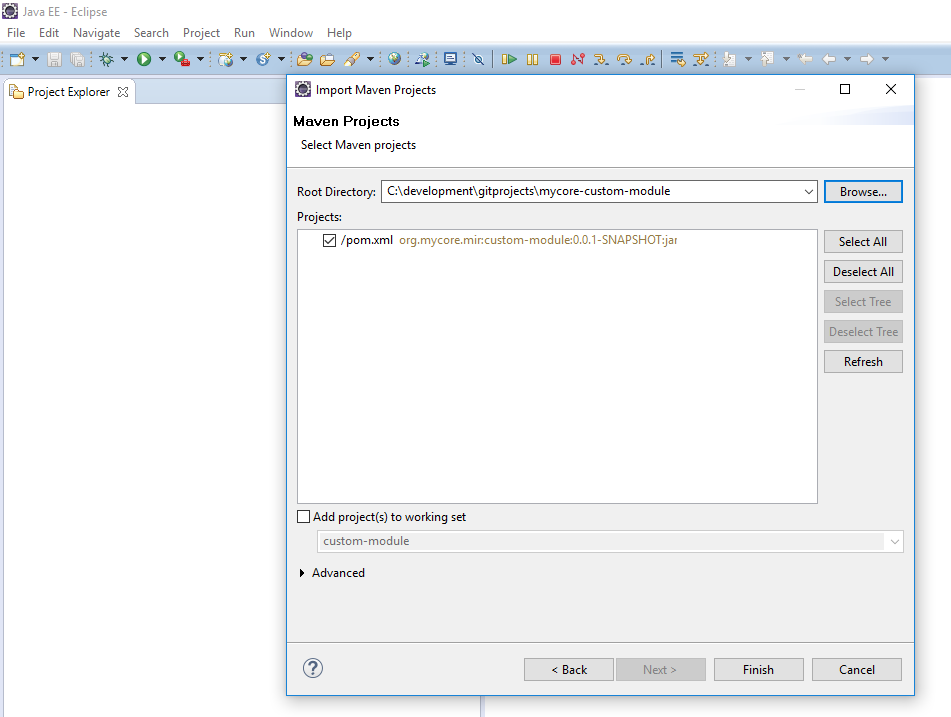 Java EE - Eclipse
File Edit Navigate Search Project Run Window Help
Project Explorer
Import Maven Projects
Maven Projects
Select Maven projects
Root Directory: C:\development\gitprojects\mycore-custom-module Browse...
Projects:
/pom.xml org.mycore.mir:custom-module:0.0.1-SNAPSHOT:jar
Select All
Deselect All
Select Tree
Deselect Tree
Refresh
Add project(s) to working set
custom-module
Advanced
? < Back Next > Finish Cancel